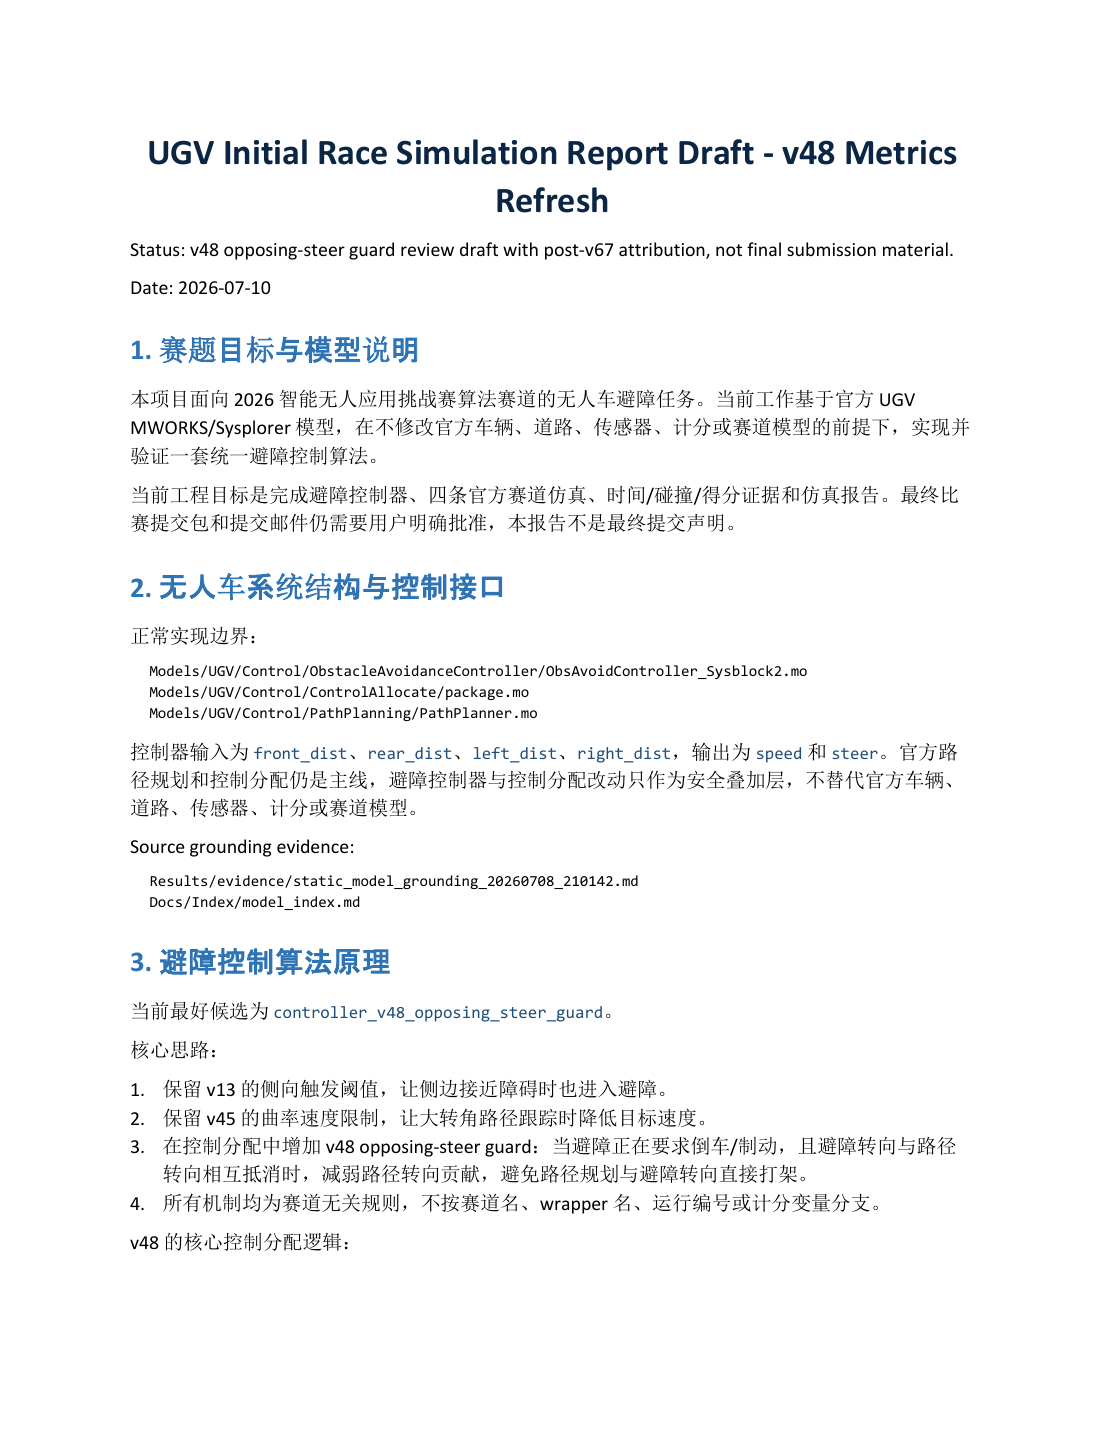 UGV Initial Race Simulation Report Draft - v48 Metrics
Refresh
Status: v48 opposing-steer guard review draft with post-v67 attribution, not final submission material.
Date: 2026-07-10
1. 赛题目标与模型说明
本项目面向 2026 智能无人应用挑战赛算法赛道的无人车避障任务。当前工作基于官方 UGV
MWORKS/Sysplorer 模型，在不修改官方车辆、道路、传感器、计分或赛道模型的前提下，实现并
验证一套统一避障控制算法。
当前工程目标是完成避障控制器、四条官方赛道仿真、时间/碰撞/得分证据和仿真报告。最终比
赛提交包和提交邮件仍需要用户明确批准，本报告不是最终提交声明。
2. 无人车系统结构与控制接口
正常实现边界：
Models/UGV/Control/ObstacleAvoidanceController/ObsAvoidController_Sysblock2.mo
Models/UGV/Control/ControlAllocate/package.mo
Models/UGV/Control/PathPlanning/PathPlanner.mo
控制器输入为 front_dist、rear_dist、left_dist、right_dist，输出为 speed 和 steer。官方路
径规划和控制分配仍是主线，避障控制器与控制分配改动只作为安全叠加层，不替代官方车辆、
道路、传感器、计分或赛道模型。
Source grounding evidence:
Results/evidence/static_model_grounding_20260708_210142.md
Docs/Index/model_index.md
3. 避障控制算法原理
当前最好候选为 controller_v48_opposing_steer_guard。
核心思路：
1. 保留 v13 的侧向触发阈值，让侧边接近障碍时也进入避障。
2. 保留 v45 的曲率速度限制，让大转角路径跟踪时降低目标速度。
3. 在控制分配中增加 v48 opposing-steer guard：当避障正在要求倒车/制动，且避障转向与路径
转向相互抵消时，减弱路径转向贡献，避免路径规划与避障转向直接打架。
4. 所有机制均为赛道无关规则，不按赛道名、wrapper 名、运行编号或计分变量分支。
v48 的核心控制分配逻辑：